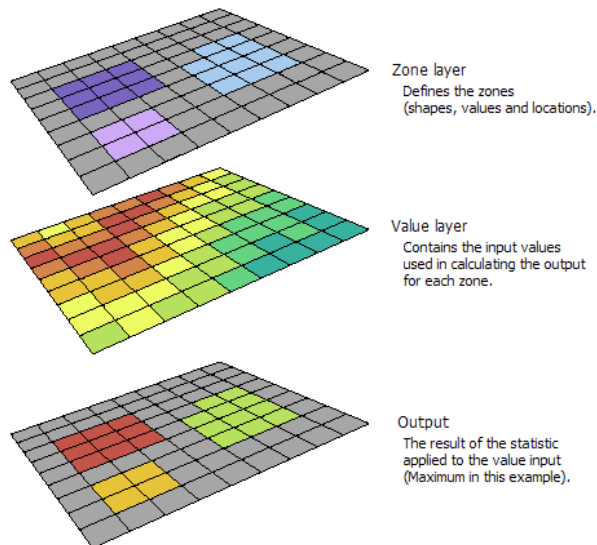 Zone layer
Defines the zones
(shapes, values and locations).
Value layer
Contains the input values
used in calculating the output
for each zone.
Output
The result of the statistic
applied to the value input
(Maximum in this example).